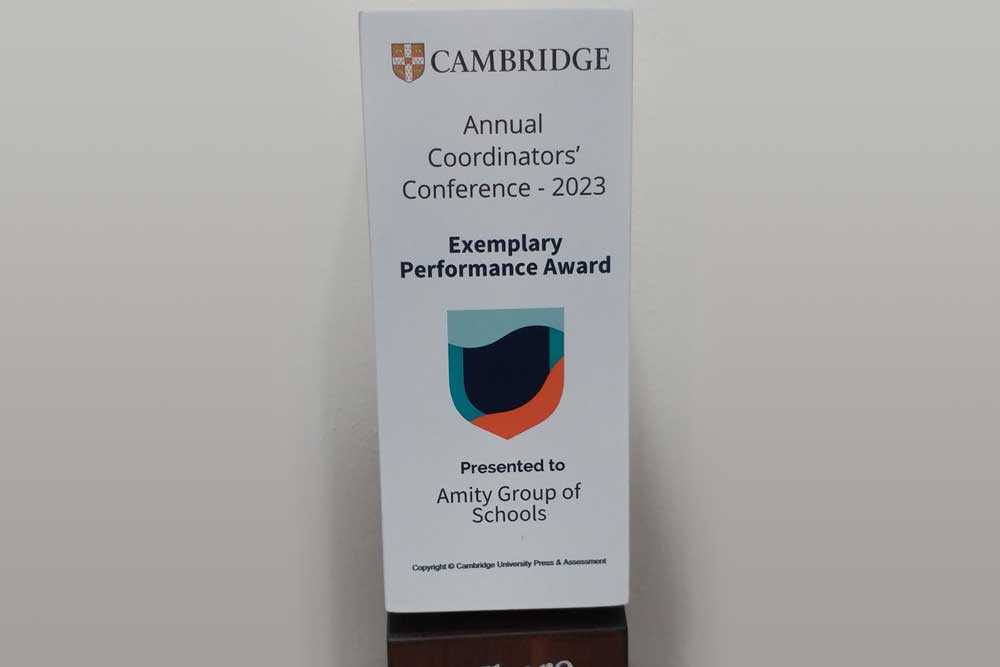 CAMBRIDGE
Annual
Coordinators’
Conference - 2023
Exemplary
Performance Award
Presented to
Amity Group of
Schools
Copyright © Cambridge University Press & Assessment